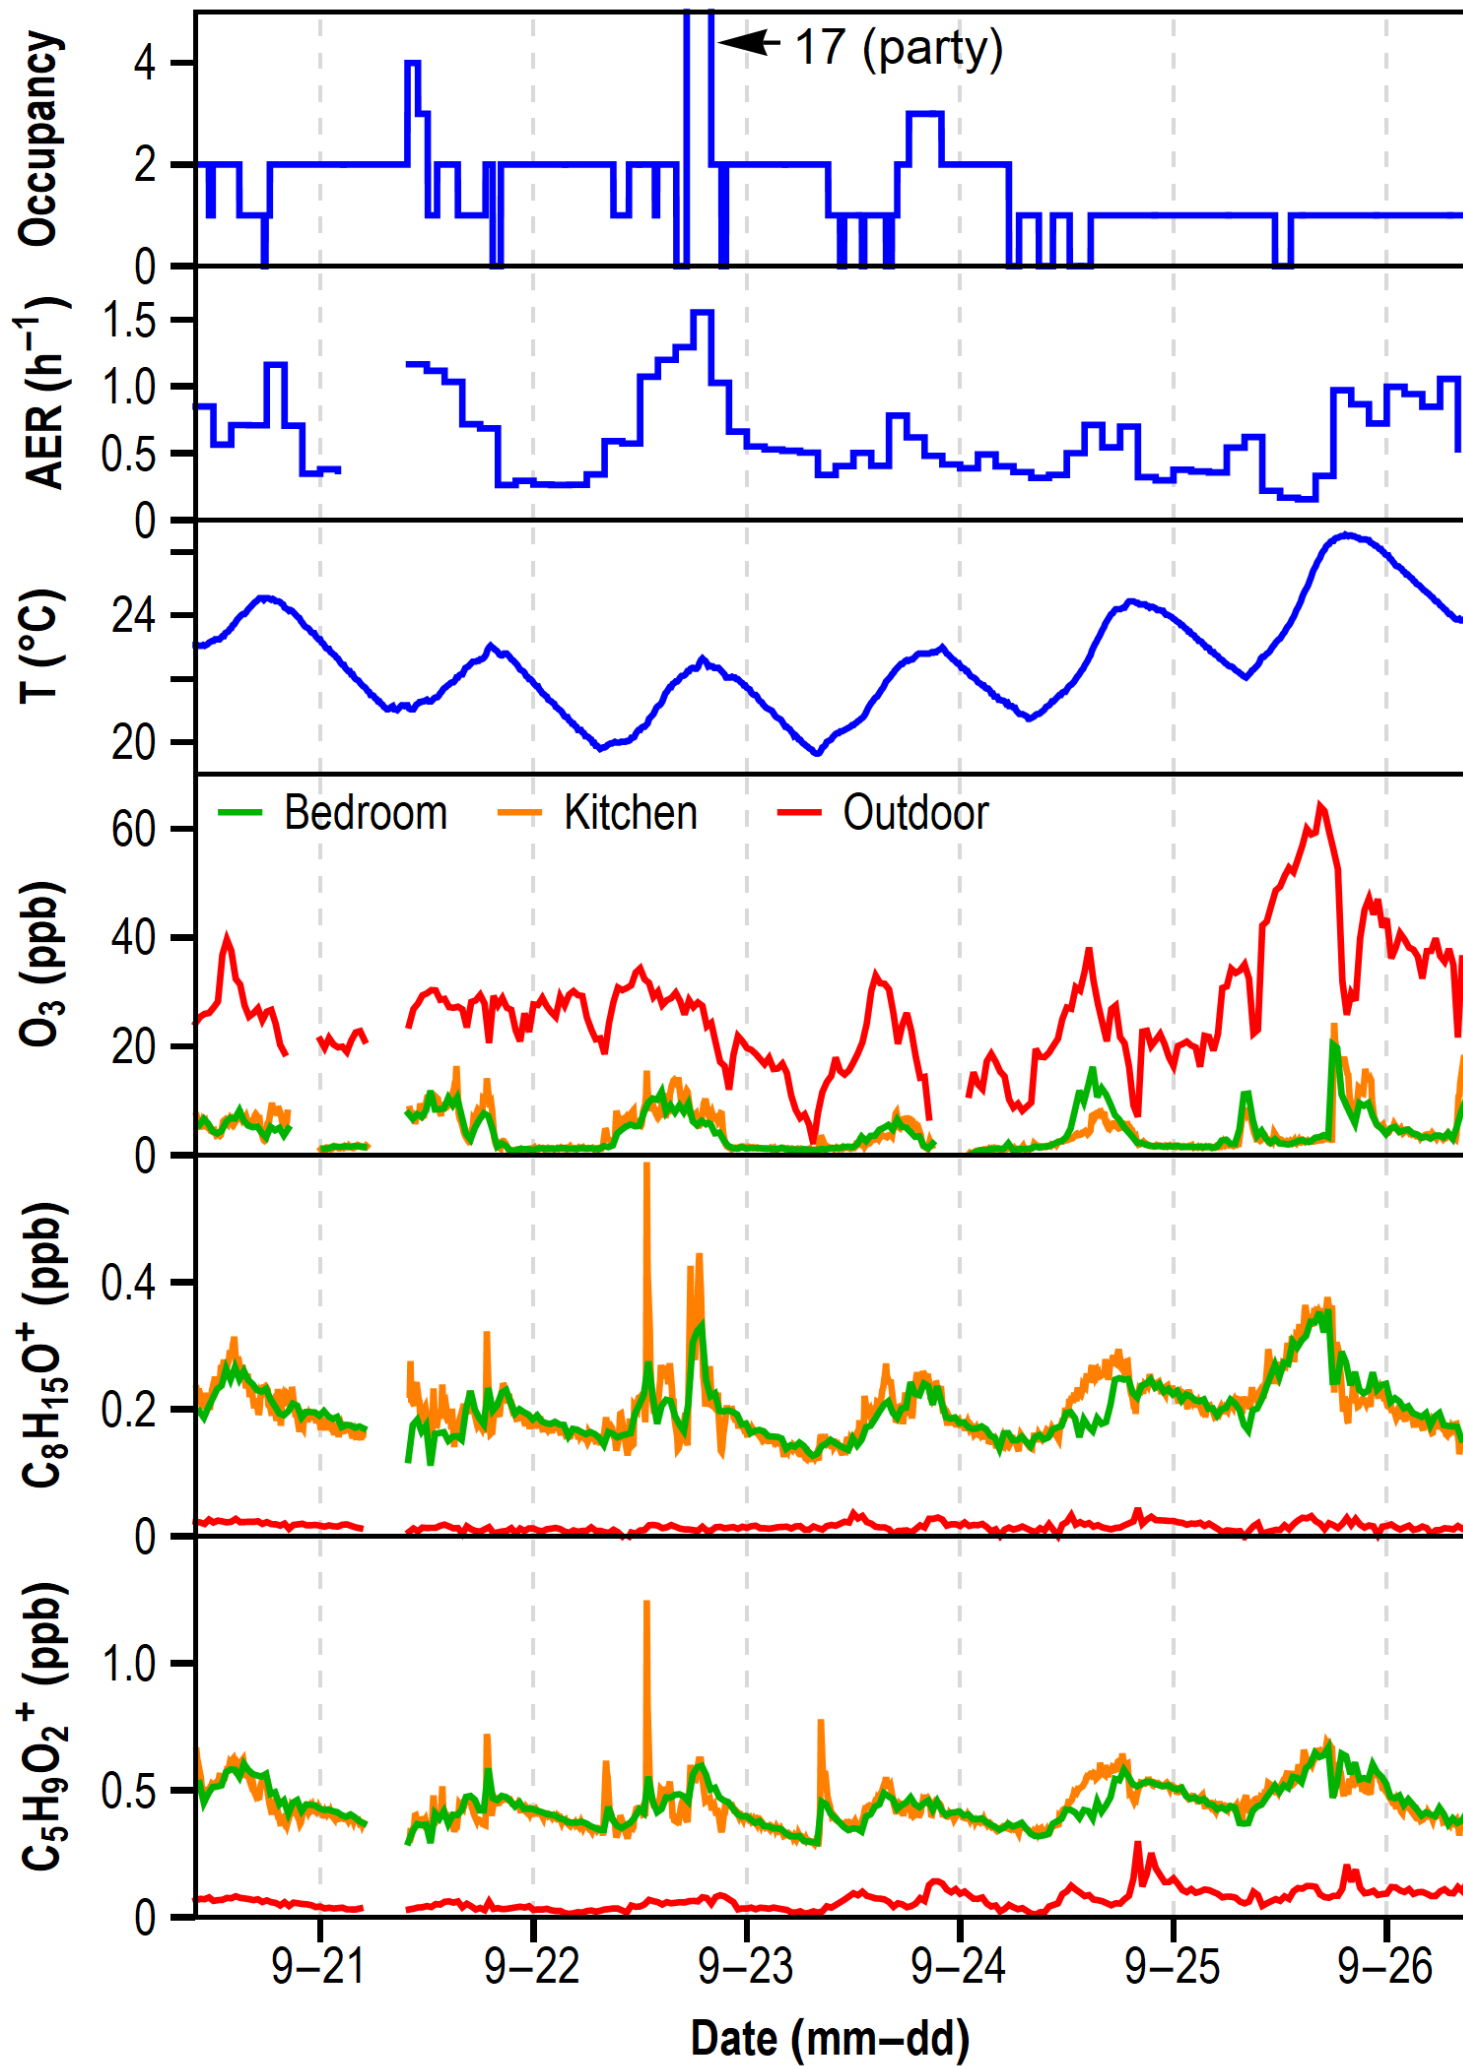 Occupancy
4
2
0
17 (party)
AER (h⁻¹)
1.5
1.0
0.5
0
T (°C)
24
20
Bedroom Kitchen Outdoor
O₃ (ppb)
60
40
20
0
C₈H₁₅O⁺ (ppb)
0.4
0.2
0
C₅H₉O₂⁺ (ppb)
1.0
0.5
0
9–21 9–22 9–23 9–24 9–25 9–26
Date (mm–dd)